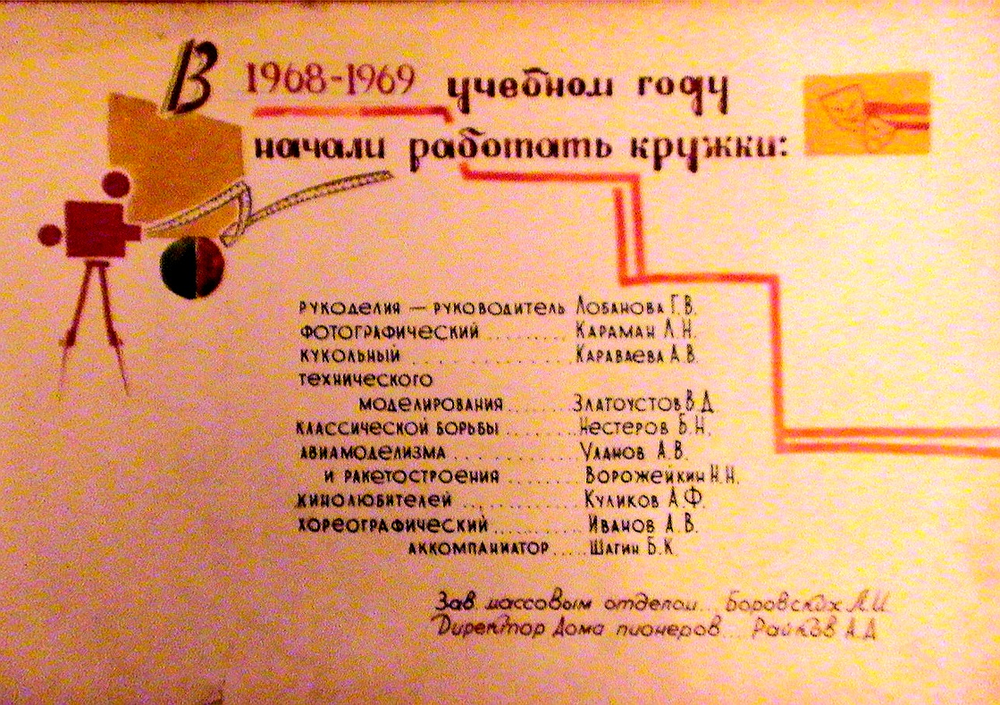 В 1968-1969 учебном году
начали работать кружки:
рукоделия — руководитель Лобанова Г.В.
фотографический ......... Караман Л.Н.
кукольный ................ Караваева А.В.
технического
моделирования ....... Златоустов В.Д.
классической борьбы ....... Нестеров Б.Н.
авиамоделизма ............ Уланов А.В.
и ракетостроения ........ Ворожейкин Н.Н.
кинолюбителей ............ Куликов А.Ф.
хореографический .......... Иванов А.В.
аккомпаниатор ..... Шагин Б.К
Зав. массовым отделом... Боровских Л.И
Директор Дома пионеров.... Райков А.Д